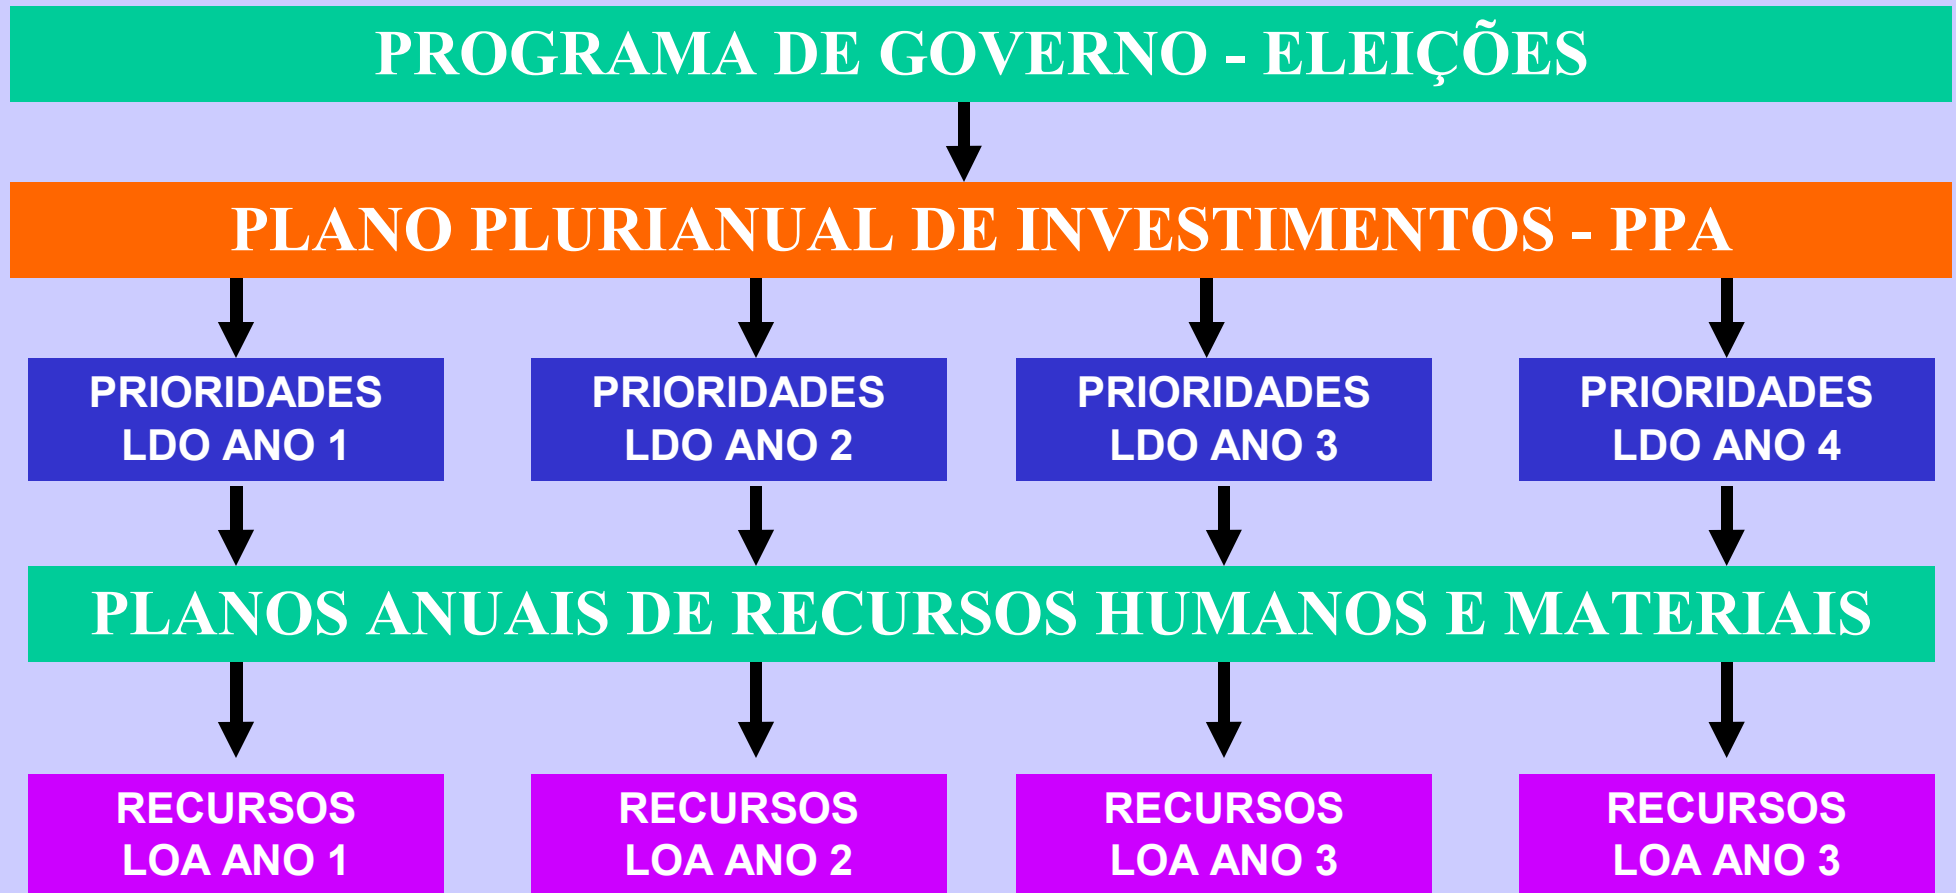 PROGRAMA DE GOVERNO - ELEIÇÕES
PLANO PLURIANUAL DE INVESTIMENTOS - PPA
PRIORIDADES
LDO ANO 1
PRIORIDADES
LDO ANO 2
PRIORIDADES
LDO ANO 3
PRIORIDADES
LDO ANO 4
PLANOS ANUAIS DE RECURSOS HUMANOS E MATERIAIS
RECURSOS
LOA ANO 1
RECURSOS
LOA ANO 2
RECURSOS
LOA ANO 3
RECURSOS
LOA ANO 3